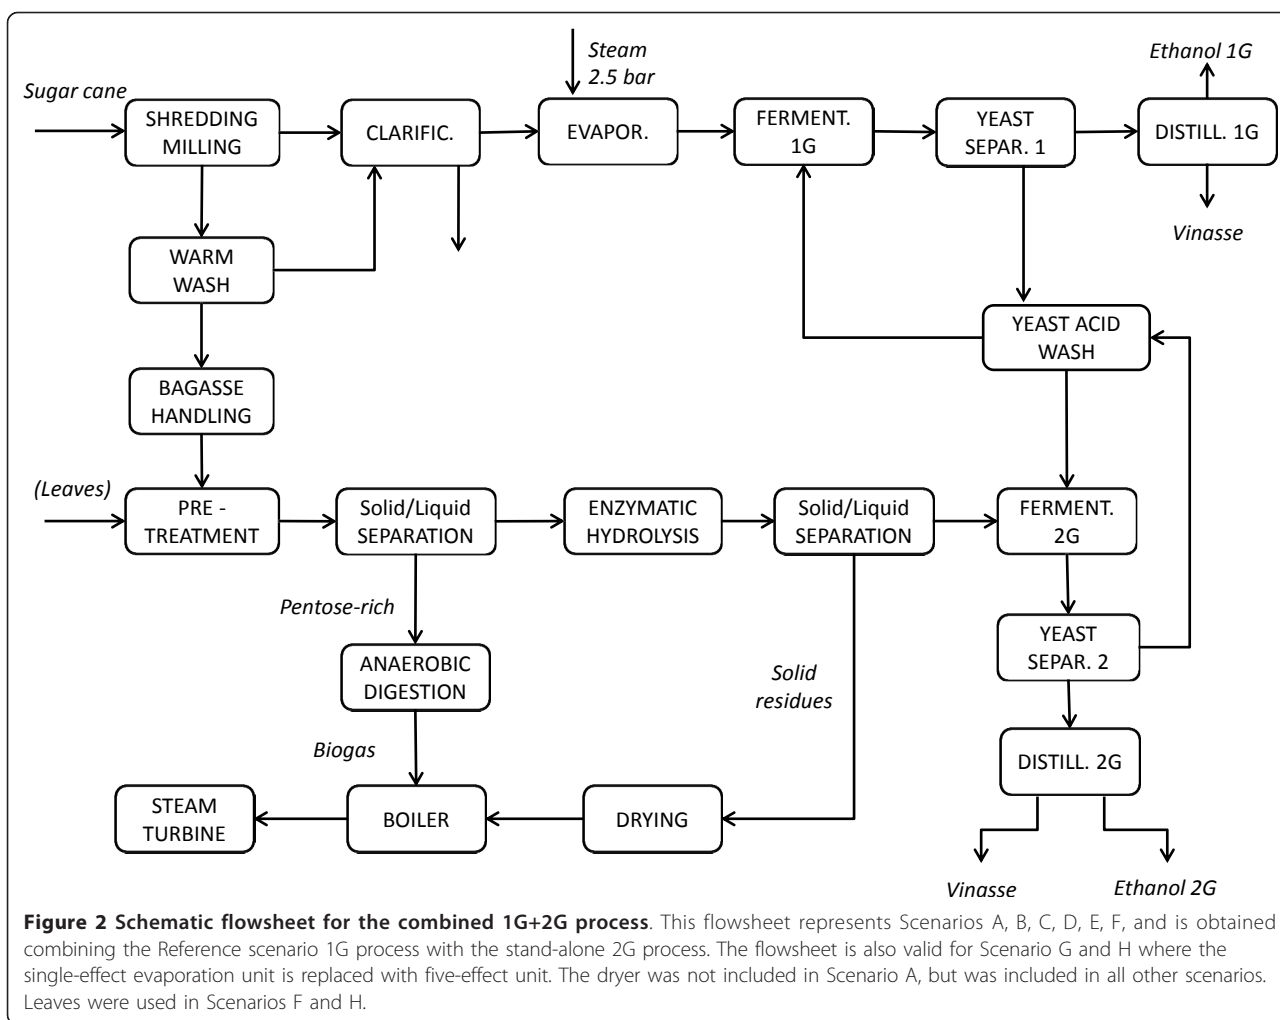 Steam
2.5 bar
Ethanol 1G
Sugar cane
SHREDDING
MILLING
CLARIFIC.
EVAPOR.
FERMENT.
1G
YEAST
SEPAR. 1
DISTILL. 1G
Vinasse
WARM
WASH
YEAST ACID
WASH
BAGASSE
HANDLING
(Leaves)
PRE -
TREATMENT
Solid/Liquid
SEPARATION
ENZYMATIC
HYDROLYSIS
Solid/Liquid
SEPARATION
FERMENT.
2G
Pentose-rich
YEAST
SEPAR. 2
ANAEROBIC
DIGESTION
Solid
residues
Biogas
DISTILL. 2G
STEAM
TURBINE
BOILER
DRYING
Vinasse
Ethanol 2G
Figure 2 Schematic flowsheet for the combined 1G+2G process. This flowsheet represents Scenarios A, B, C, D, E, F, and is obtained
combining the Reference scenario 1G process with the stand-alone 2G process. The flowsheet is also valid for Scenario G and H where the
single-effect evaporation unit is replaced with five-effect unit. The dryer was not included in Scenario A, but was included in all other scenarios.
Leaves were used in Scenarios F and H.